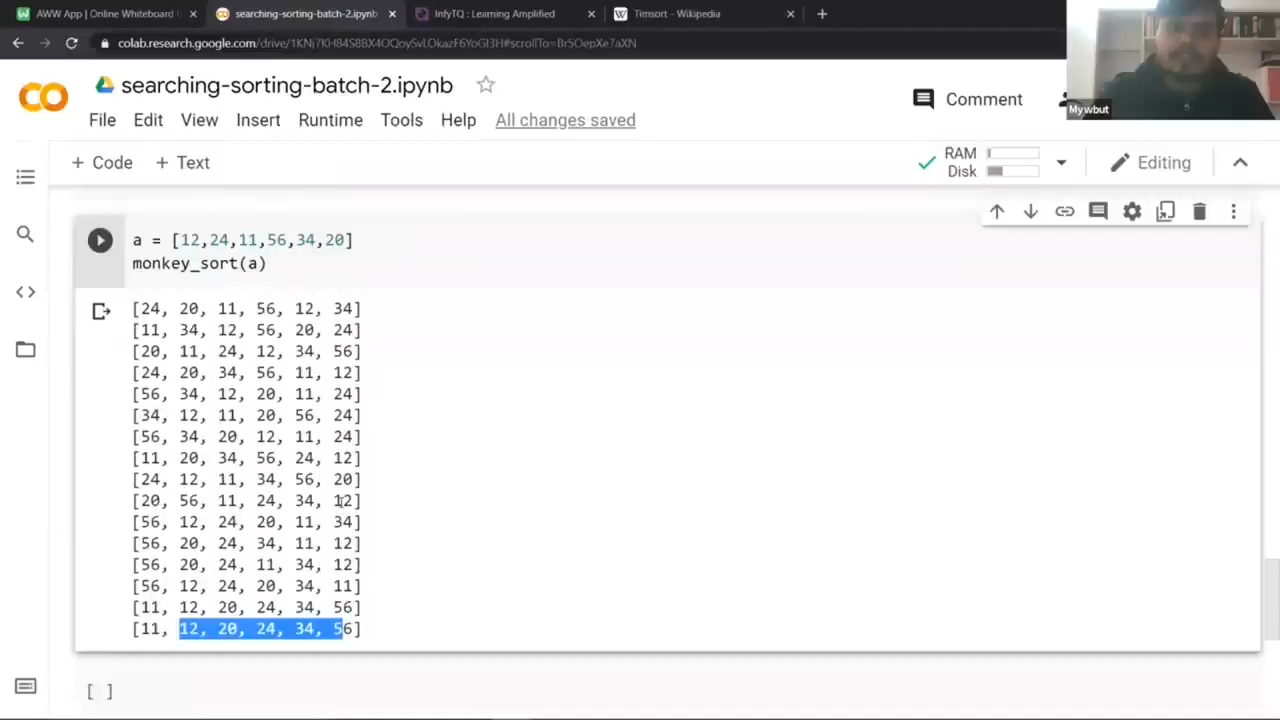 AWW App | Online Whiteboard
searching-sorting-batch-2.ipynb
InfyTQ : Learning Amplified
Timsort - Wikipedia
colab.research.google.com/drive/1KNj7KH84S8BX4OQoySvLOkazF6YoGI3H#scrollTo=Br5OepXe7aXN
Mywbut
searching-sorting-batch-2.ipynb
Comment
File Edit View Insert Runtime Tools Help All changes saved
+ Code + Text
RAM
Disk
Editing
a = [12,24,11,56,34,20]
monkey_sort(a)
[24, 20, 11, 56, 12, 34]
[11, 34, 12, 56, 20, 24]
[20, 11, 24, 12, 34, 56]
[24, 20, 34, 56, 11, 12]
[56, 34, 12, 20, 11, 24]
[34, 12, 11, 20, 56, 24]
[56, 34, 20, 12, 11, 24]
[11, 20, 34, 56, 24, 12]
[24, 12, 11, 34, 56, 20]
[20, 56, 11, 24, 34, 12]
[56, 12, 24, 20, 11, 34]
[56, 20, 24, 34, 11, 12]
[56, 20, 24, 11, 34, 12]
[56, 12, 24, 20, 34, 11]
[11, 12, 20, 24, 34, 56]
[11, 12, 20, 24, 34, 56]
[ ]